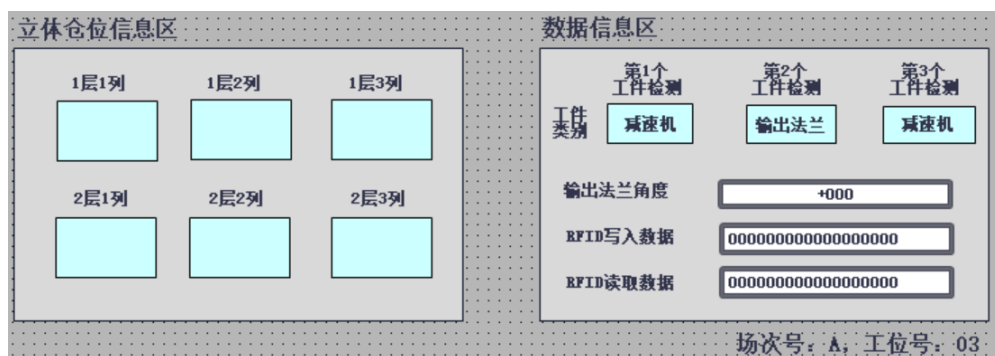 立体仓位信息区
1层1列 1层2列 1层3列
2层1列 2层2列 2层3列
数据信息区
第1个 第2个 第3个
工件检测 工件检测 工件检测
工件
类别
减速机 输出法兰 减速机
输出法兰角度 +000
RFID写入数据 000000000000000000
RFID读取数据 000000000000000000
场次号：A，工位号：03